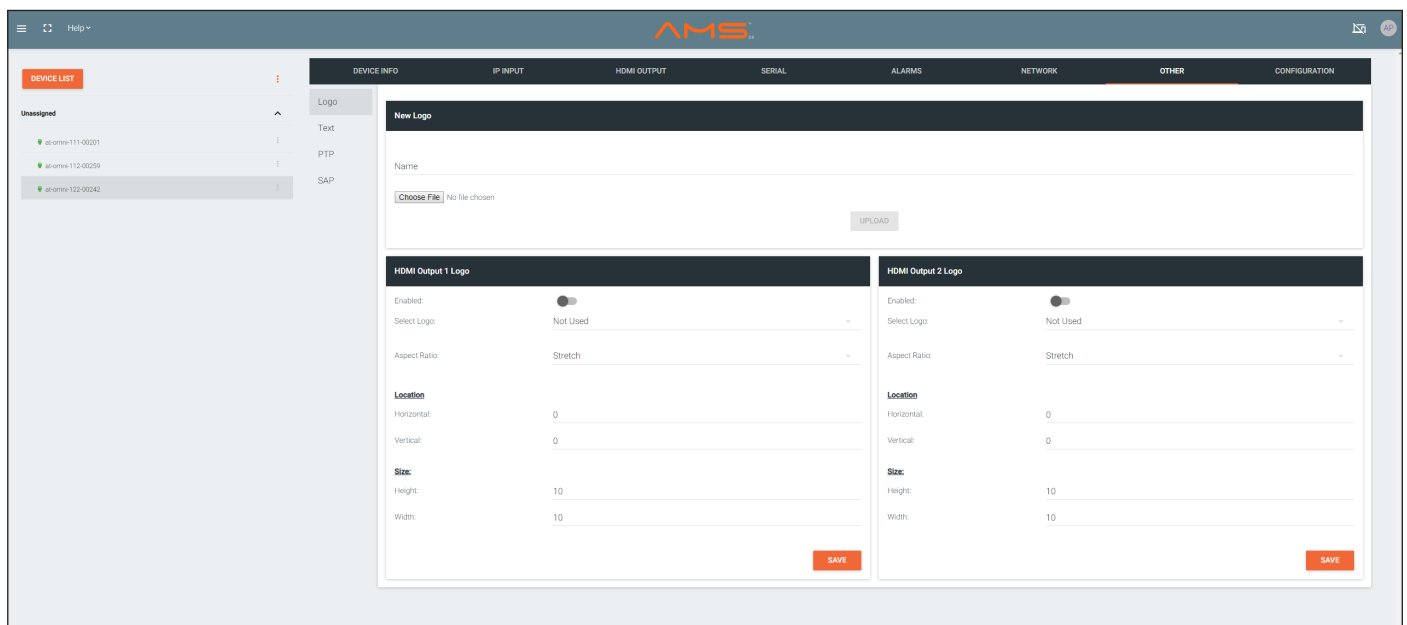 Help
AMS
AP
DEVICE LIST
Unassigned
at-omni-111-00201
at-omni-112-00259
at-omni-122-00242
DEVICE INFO IP INPUT HDMI OUTPUT SERIAL ALARMS NETWORK OTHER CONFIGURATION
Logo
Text
PTP
SAP
New Logo
Name
Choose File No file chosen
UPLOAD
HDMI Output 1 Logo
Enabled:
Select Logo: Not Used
Aspect Ratio: Stretch
Location
Horizontal: 0
Vertical: 0
Size:
Height: 10
Width: 10
SAVE
HDMI Output 2 Logo
Enabled:
Select Logo: Not Used
Aspect Ratio: Stretch
Location
Horizontal: 0
Vertical: 0
Size:
Height: 10
Width: 10
SAVE